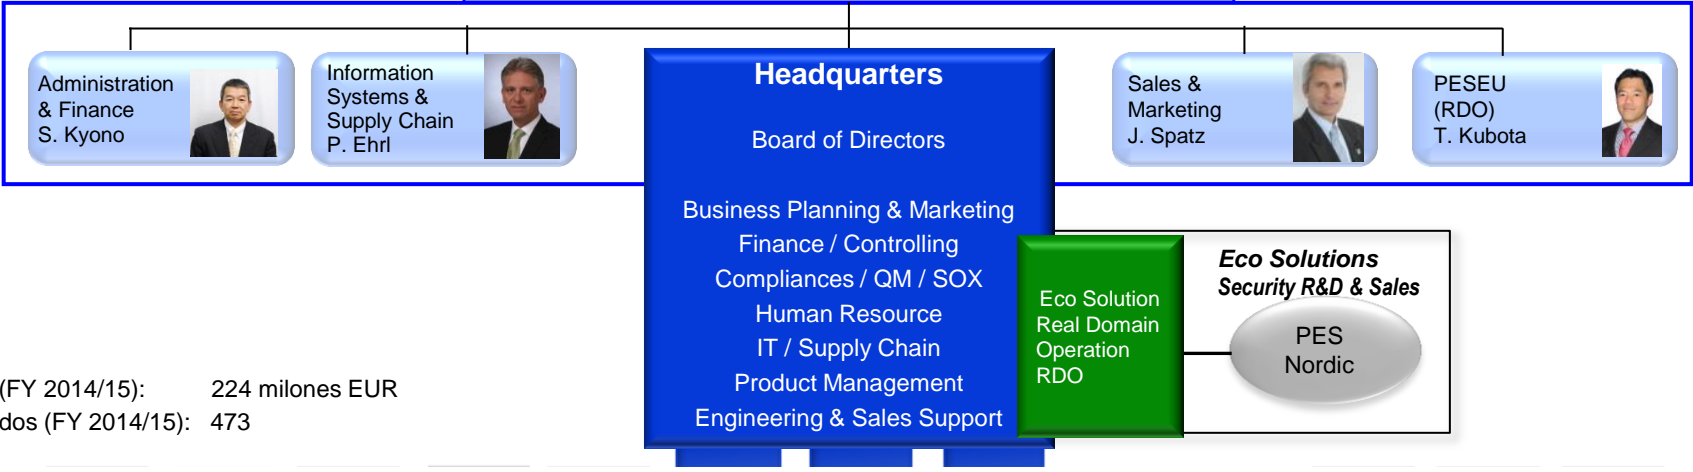 Administration
& Finance
S. Kyono
Information
Systems &
Supply Chain
P. Ehrl
Headquarters
Board of Directors
Business Planning & Marketing
Finance / Controlling
Compliances / QM / SOX
Human Resource
IT / Supply Chain
Product Management
Engineering & Sales Support
Sales &
Marketing
J. Spatz
PESEU
(RDO)
T. Kubota
Eco Solution
Real Domain
Operation
RDO
Eco Solutions
Security R&D & Sales
PES
Nordic
(FY 2014/15): 224 milones EUR
dos (FY 2014/15): 473